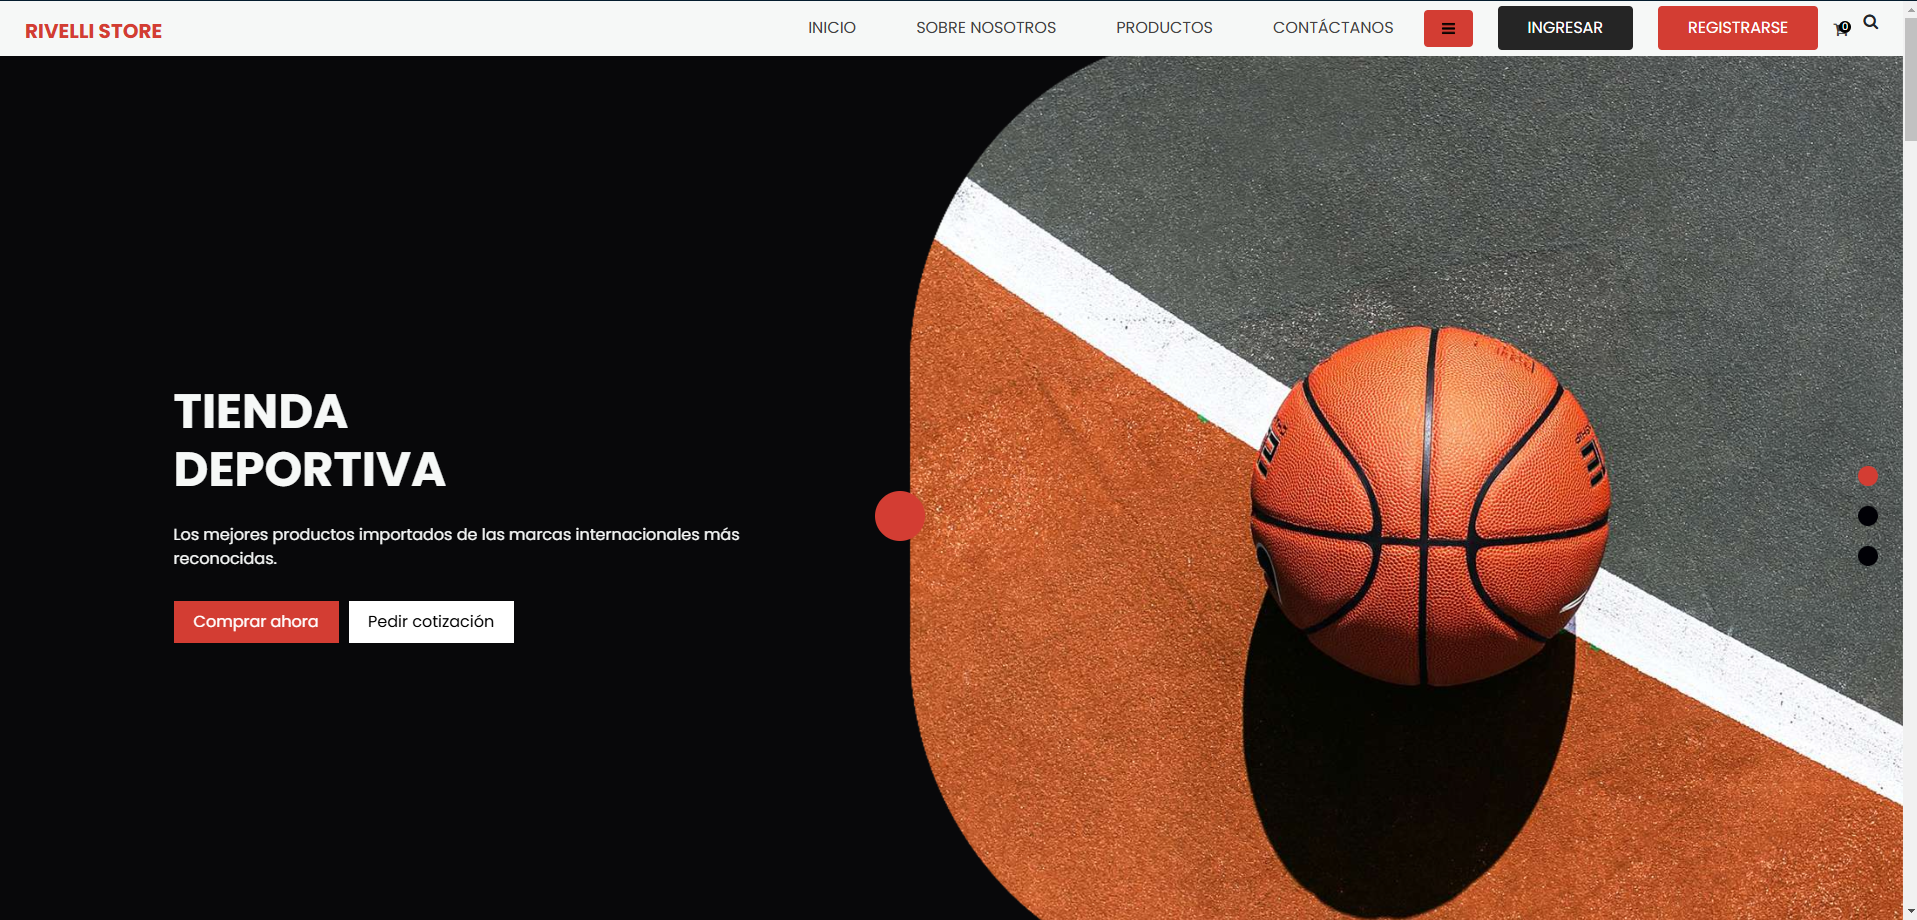 RIVELLI STORE
INICIO
SOBRE NOSOTROS
PRODUCTOS
CONTÁCTANOS
INGRESAR
REGISTRARSE
0
TIENDA
DEPORTIVA
Los mejores productos importados de las marcas internacionales más
reconocidas.
Comprar ahora
Pedir cotización